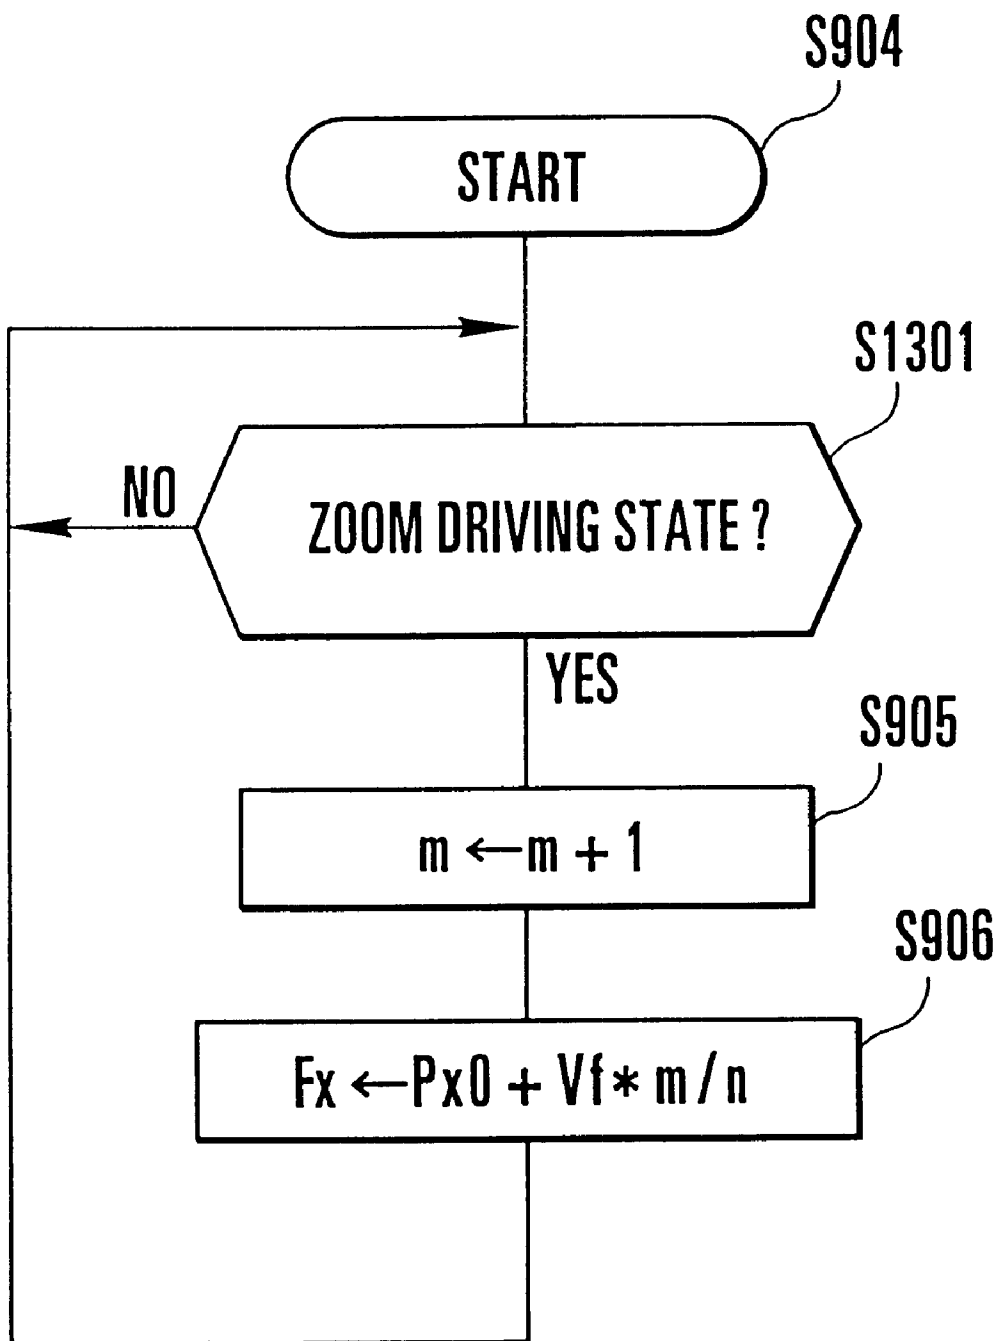 S904
START
S1301
NO
ZOOM DRIVING STATE ?
YES
S905
m ← m + 1
S906
Fx ← Px0 + Vf * m / n